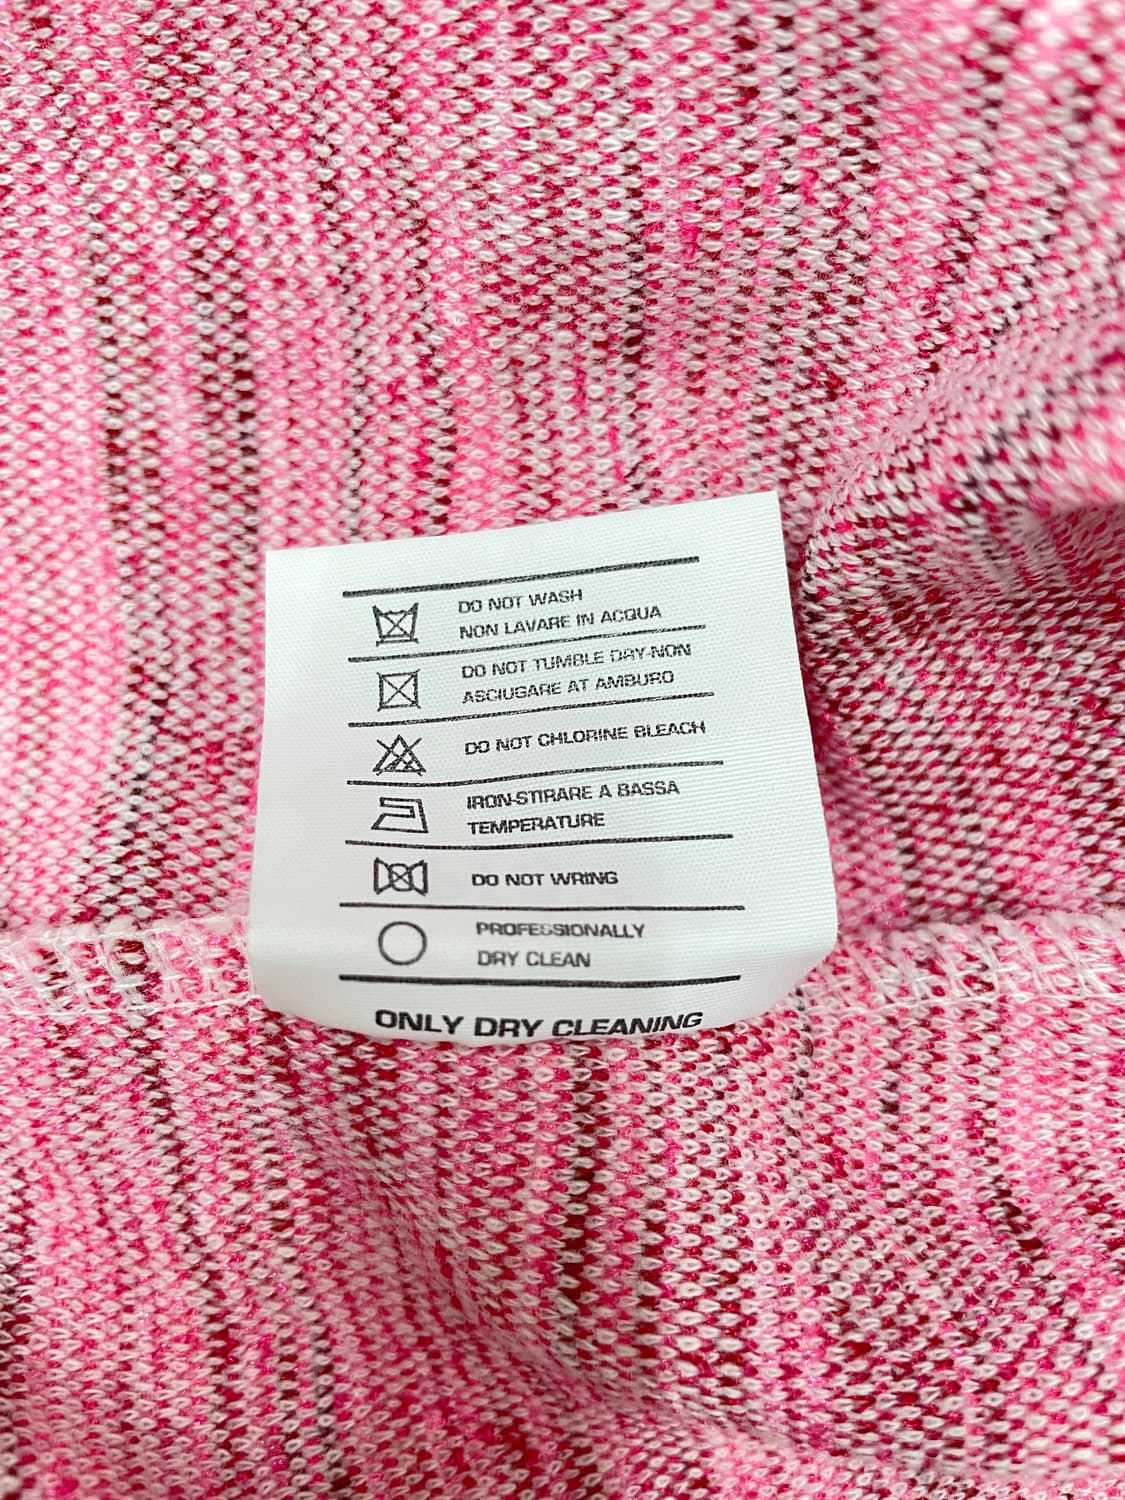 DO NOT WASH
NON LAVARE IN ACQUA
DO NOT TUMBLE DRY-NON
ASCIUGARE AT AMBURO
DO NOT CHLORINE BLEACH
IRON-STIRARE A BASSA
TEMPERATURE
DO NOT WRING
PROFESSIONALLY
DRY CLEAN
ONLY DRY CLEANING